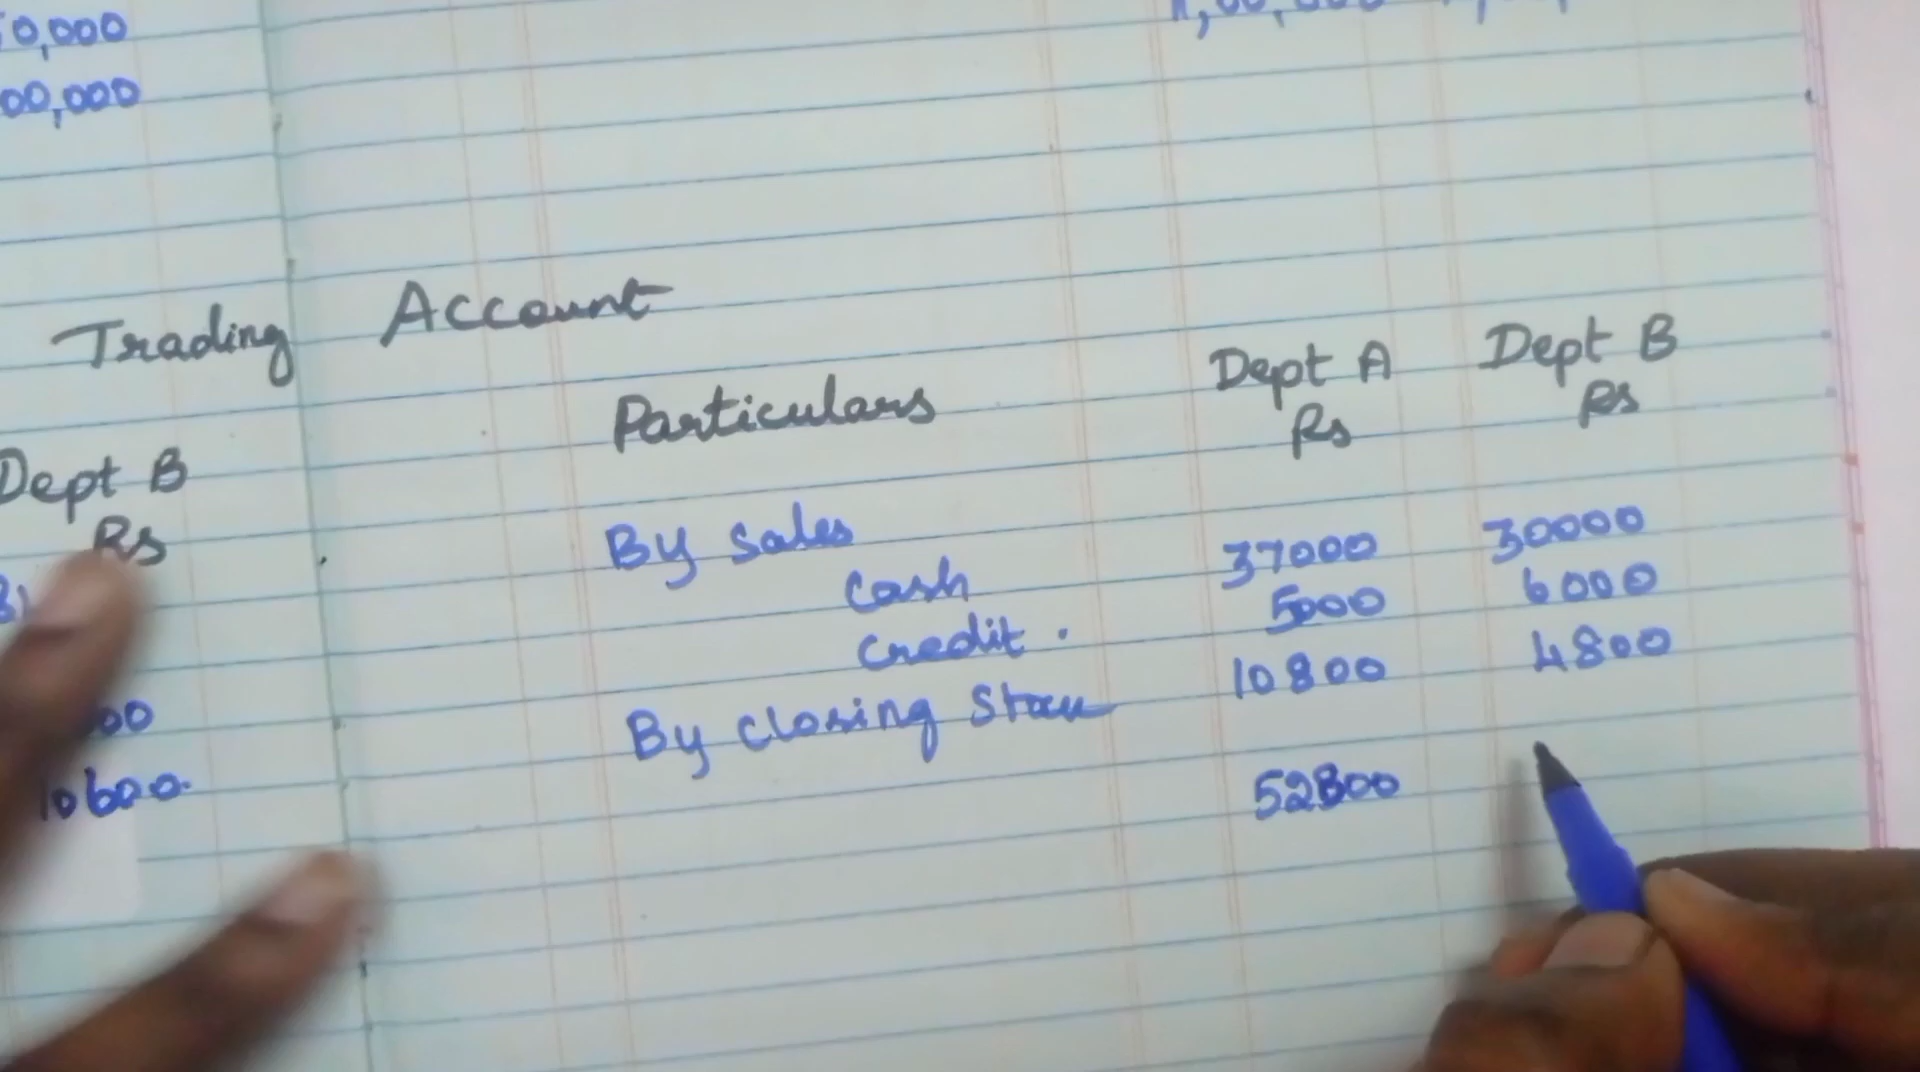 0,000
00,000
Trading Account
Dept B
Rs
00
10600.
Particulars Dept A Dept B
Rs Rs
By Sales
Cash 37000 30000
Credit . 5000 6000
By Closing 10800 4800
52800